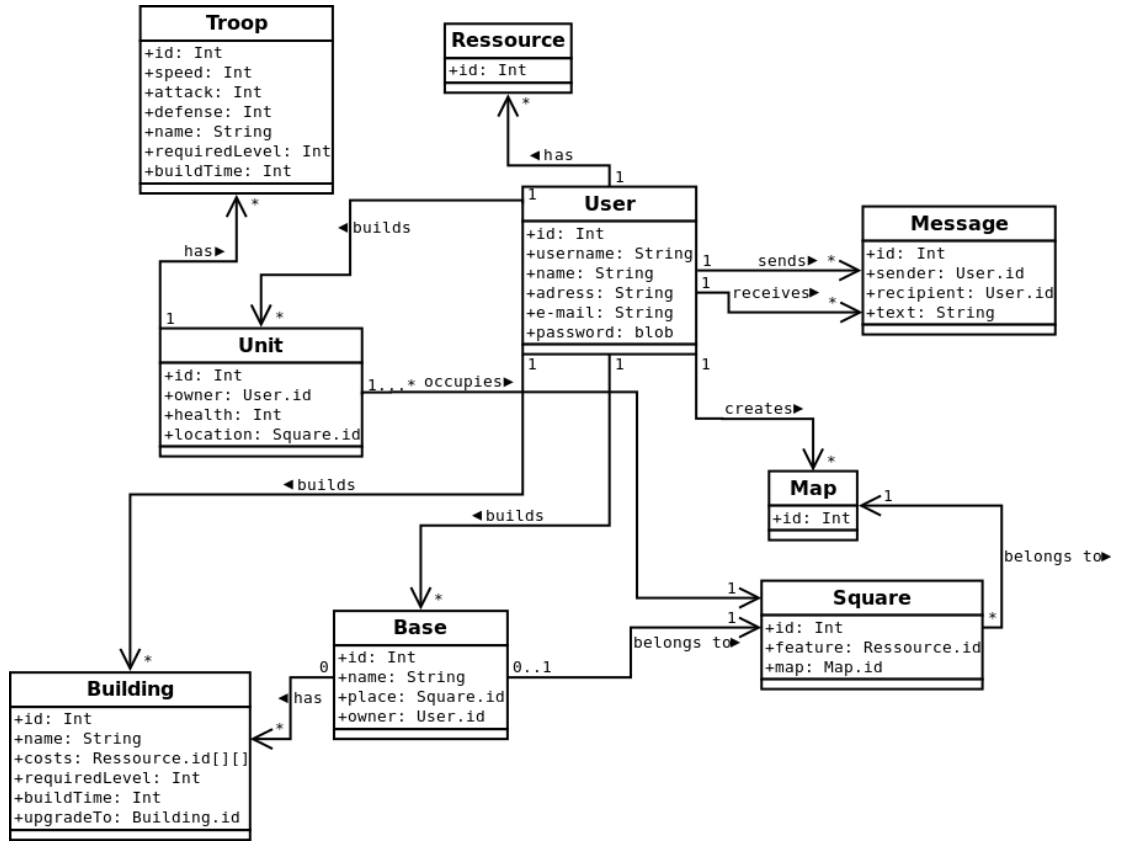 Troop
+id: Int
+speed: Int
+attack: Int
+defense: Int
+name: String
+requiredLevel: Int
+buildTime: Int
*
Ressource
+id: Int
*
◄has
1
User
1
+id: Int
+username: String
+name: String
+adress: String
+e-mail: String
+password: blob
1
1
1
◄builds
*
has►
1
1
sends►
*
1
receives►
*
Message
+id: Int
+sender: User.id
+recipient: User.id
+text: String
Unit
+id: Int
+owner: User.id
+health: Int
+location: Square.id
1...*
occupies►
1
creates►
*
Map
+id: Int
1
belongs to►
*
◄builds
*
◄builds
*
Square
+id: Int
+feature: Ressource.id
+map: Map.id
Base
+id: Int
+name: String
+place: Square.id
+owner: User.id
0..1
belongs to►
1
0
◄has
*
Building
+id: Int
+name: String
+costs: Ressource.id[][]
+requiredLevel: Int
+buildTime: Int
+upgradeTo: Building.id